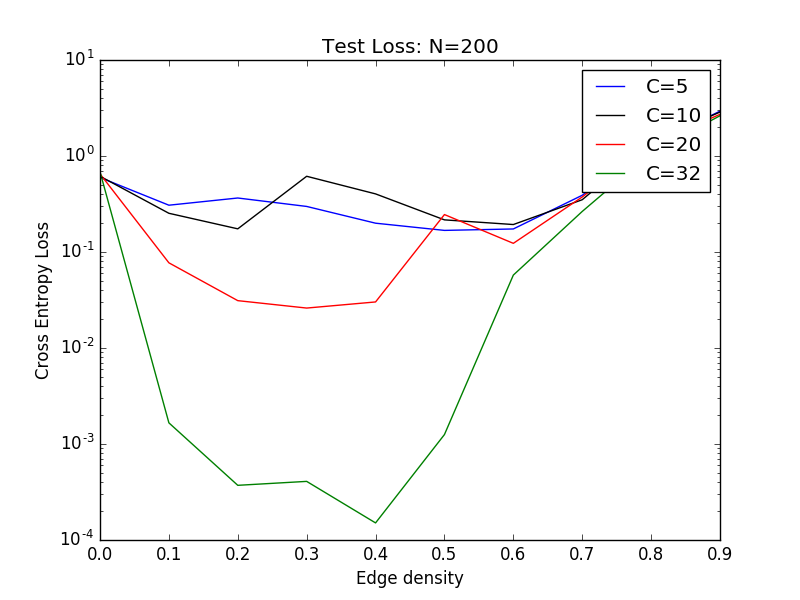 Test Loss: N=200
10^1
10^0
10^-1
10^-2
10^-3
10^-4
Cross Entropy Loss
C=5
C=10
C=20
C=32
0.0 0.1 0.2 0.3 0.4 0.5 0.6 0.7 0.8 0.9
Edge density